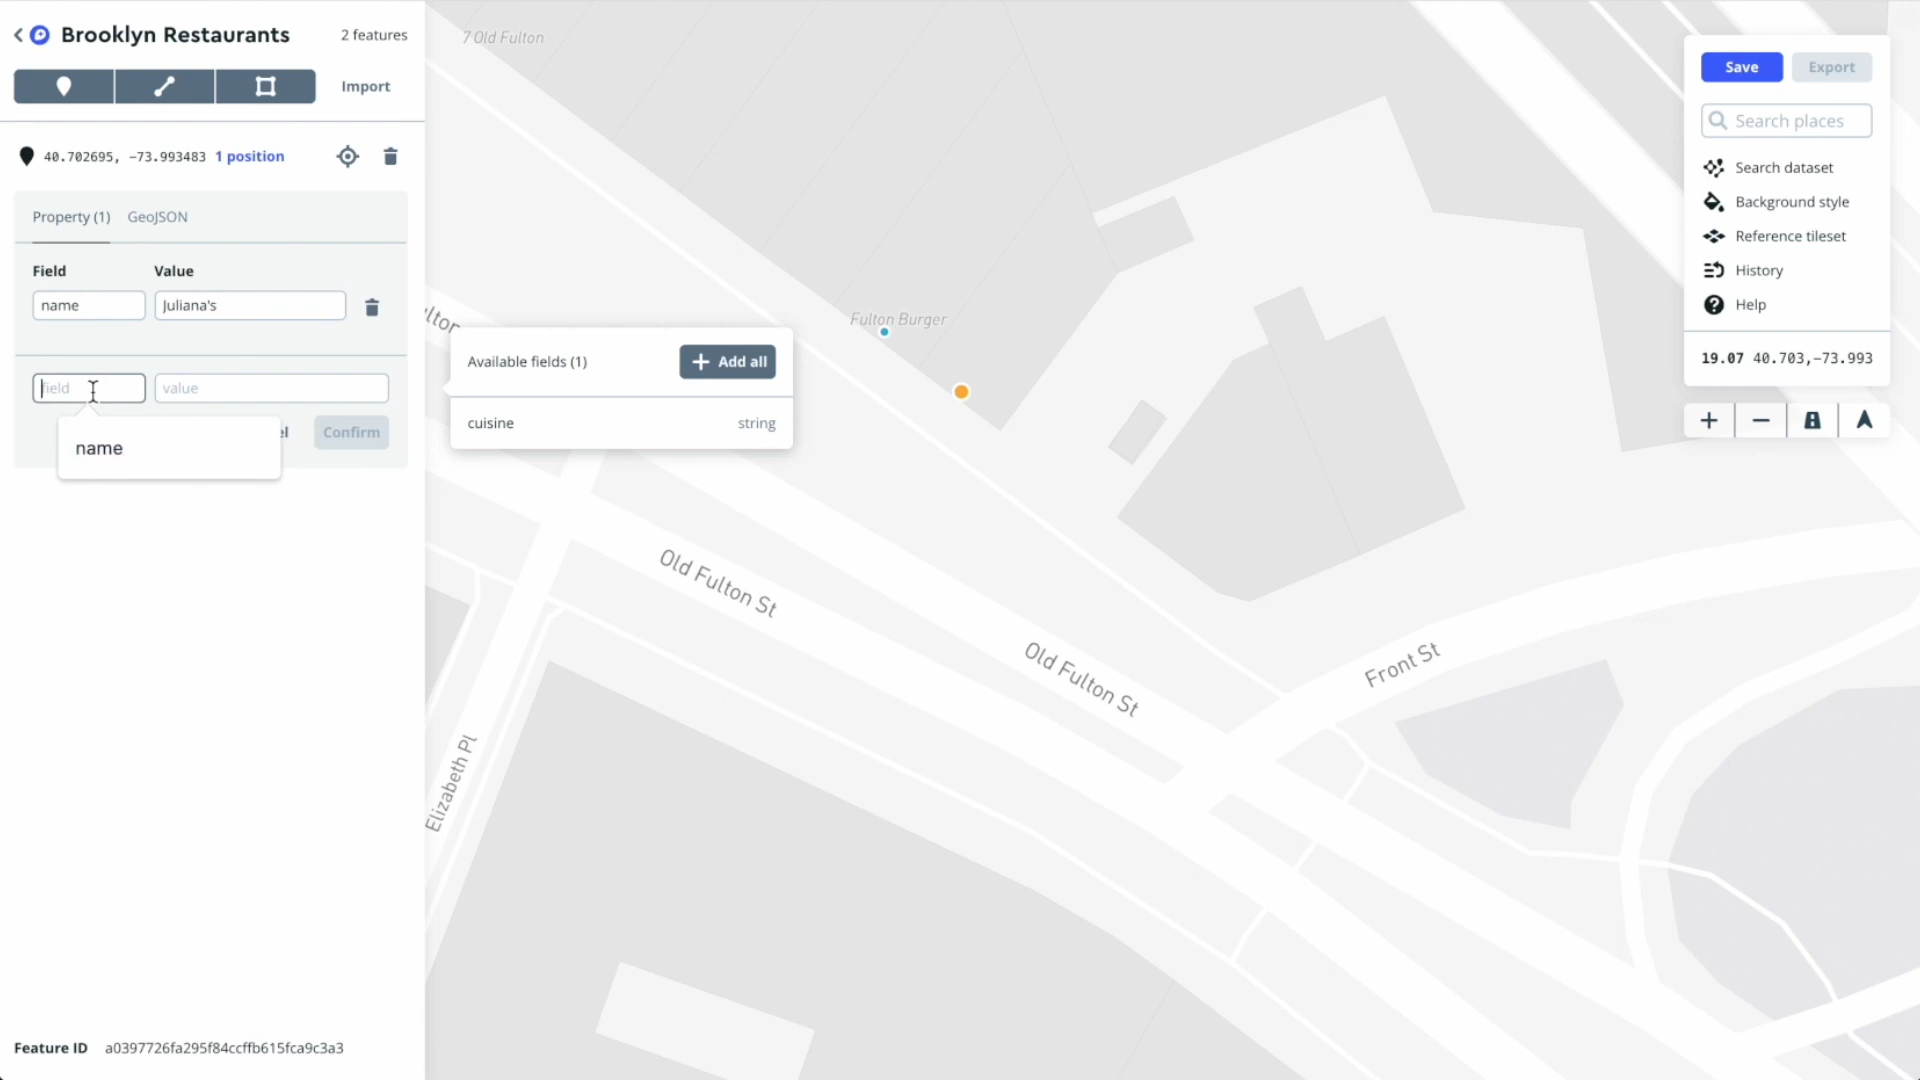 Brooklyn Restaurants
2 features
Import
40.702695, -73.993483 1 position
Property (1) GeoJSON
Field Value
name Juliana's
field value
name
el
Confirm
Feature ID a0397726fa295f84ccffb615fca9c3a3
Available fields (1)
Add all
cuisine string
7 Old Fulton
ulton
Fulton Burger
Old Fulton St
Old Fulton St
Front St
Elizabeth Pl
Save
Export
Search places
Search dataset
Background style
Reference tileset
History
Help
19.07 40.703,-73.993